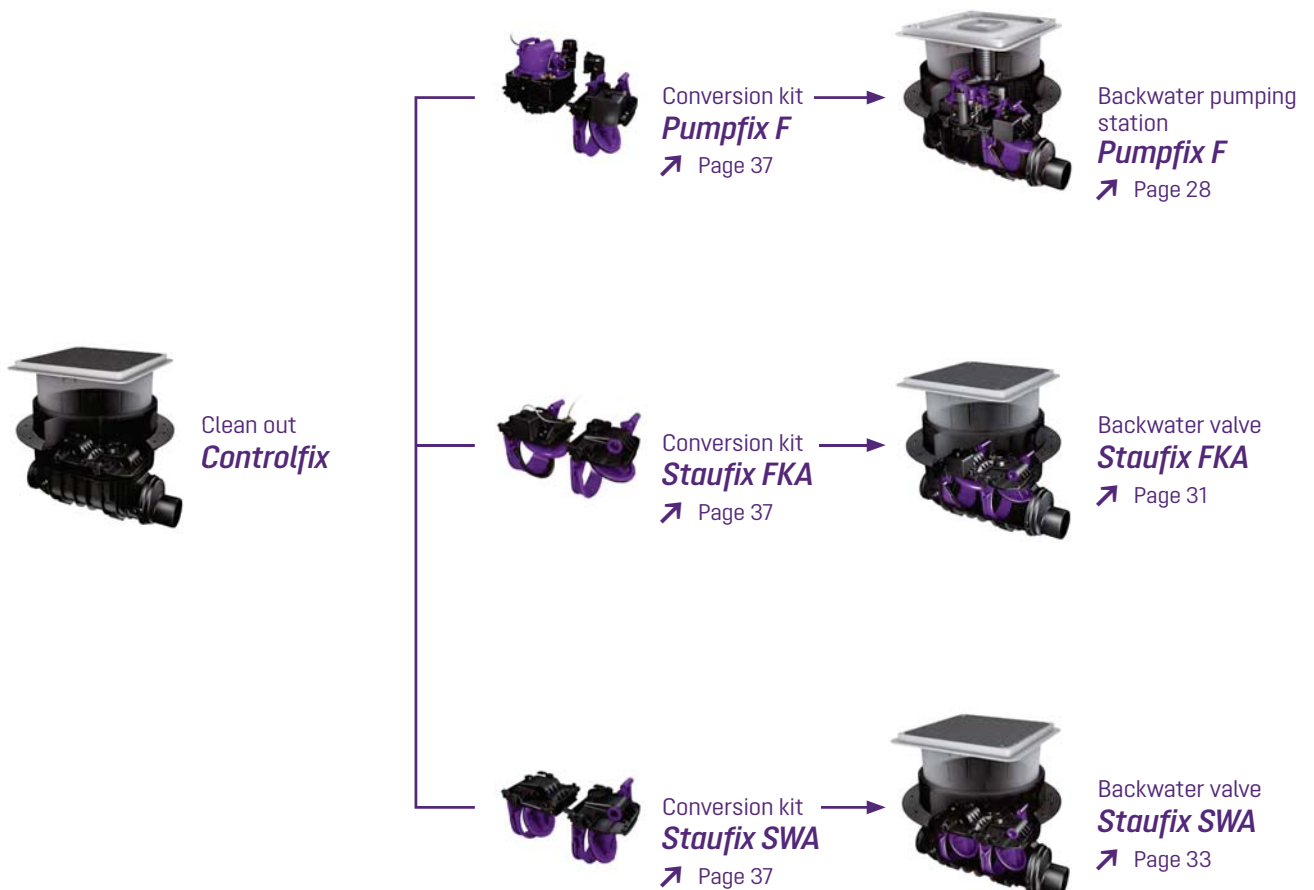 Conversion kit
Pumpfix F
↗ Page 37
Backwater pumping
station
Pumpfix F
↗ Page 28
Clean out
Controlfix
Conversion kit
Staufix FKA
↗ Page 37
Backwater valve
Staufix FKA
↗ Page 31
Conversion kit
Staufix SWA
↗ Page 37
Backwater valve
Staufix SWA
↗ Page 33